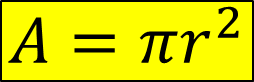 A = πr²